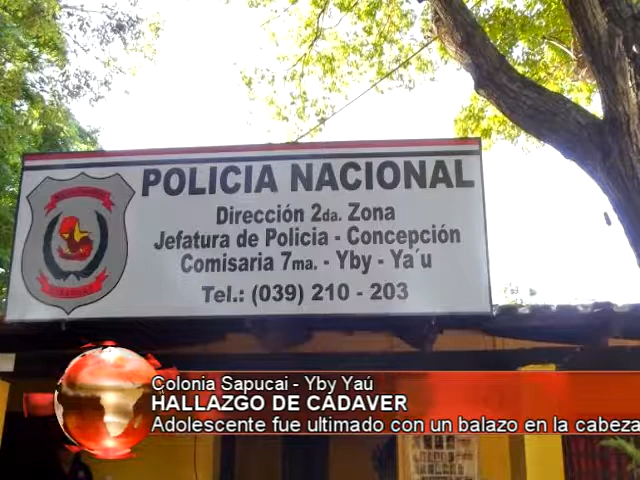 POLICIA NACIONAL
Dirección 2da. Zona
Jefatura de Policia - Concepción
Comisaria 7ma. - Yby - Ya´u
Tel.: (039) 210 - 203
Colonia Sapucai - Yby Yaú
HALLAZGO DE CADAVER
Adolescente fue ultimado con un balazo en la cabeza